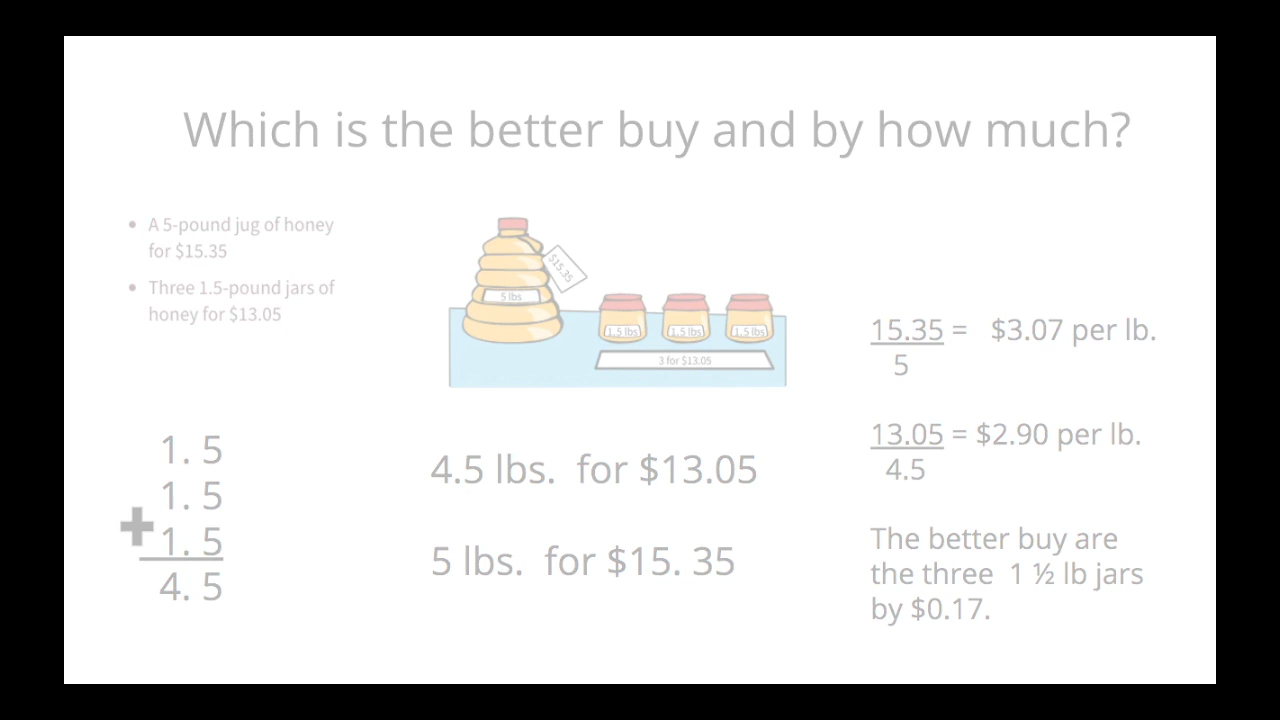 Which is the better buy and by how much?
• A 5-pound jug of honey
for $15.35
• Three 1.5-pound jars of
honey for $13.05
$15.35
5 lbs
1.5 lbs
1.5 lbs
1.5 lbs
3 for $13.05
1. 5
1. 5
+ 1. 5
4. 5
4.5 lbs. for $13.05
5 lbs. for $15. 35
15.35 = $3.07 per lb.
5
13.05 = $2.90 per lb.
4.5
The better buy are
the three 1 ½ lb jars
by $0.17.